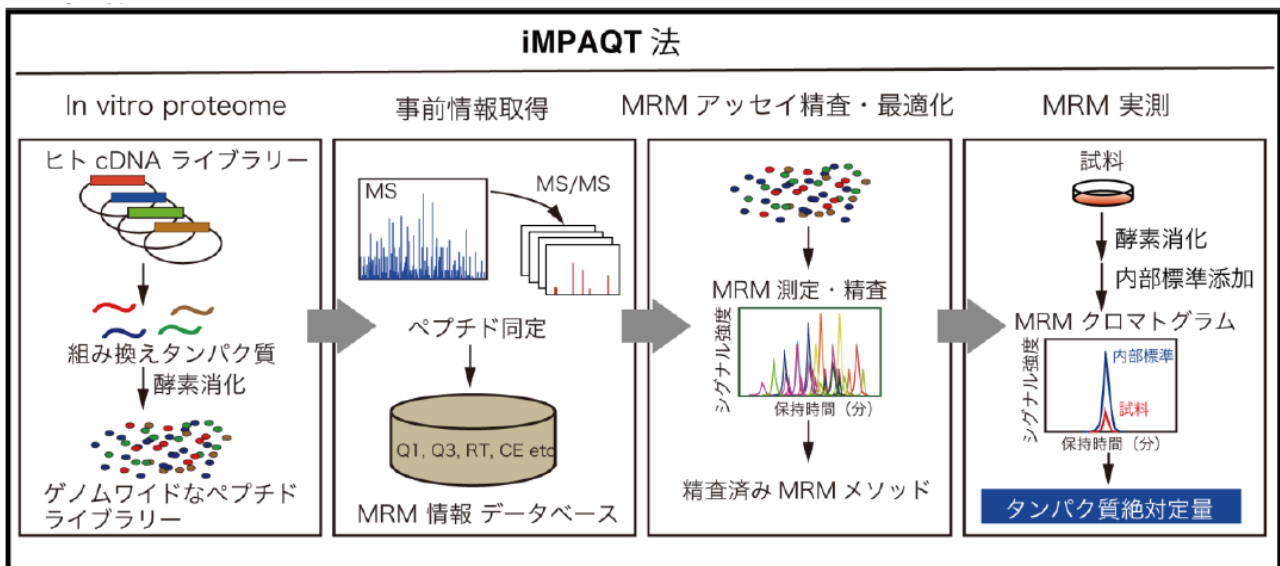 iMPAQT 法
In vitro proteome
ヒト cDNA ライブラリー
組み換えタンパク質
酵素消化
ゲノムワイドなペプチド
ライブラリー
事前情報取得
MS
MS/MS
ペプチド同定
Q1, Q3, RT, CE etc
MRM 情報 データベース
MRM アッセイ精査・最適化
MRM 測定・精査
シグナル強度
保持時間（分）
精査済み MRM メソッド
MRM 実測
試料
酵素消化
内部標準添加
MRM クロマトグラム
シグナル強度
内部標準
試料
保持時間（分）
タンパク質絶対定量